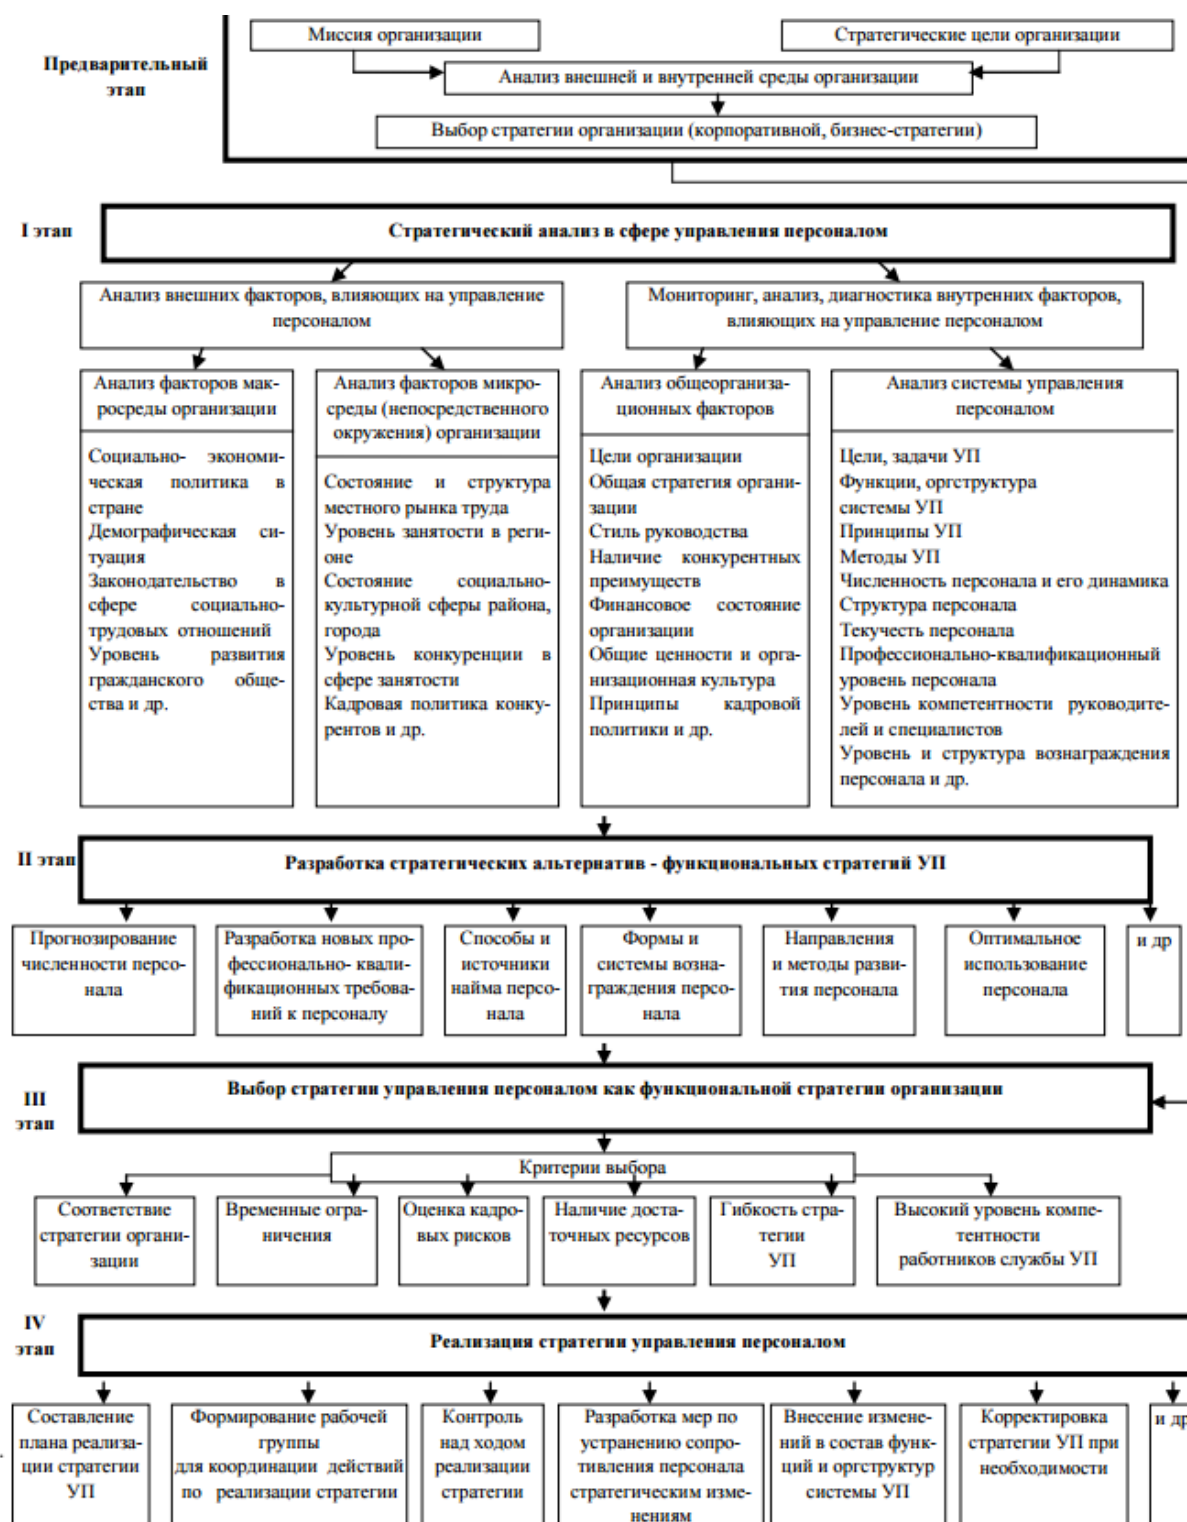 Миссия организации
Стратегические цели организации
Предварительный
этап
Анализ внешней и внутренней среды организации
Выбор стратегии организации (корпоративной, бизнес-стратегии)
I этап
Стратегический анализ в сфере управления персоналом
Анализ внешних факторов, влияющих на управление
персоналом
Мониторинг, анализ, диагностика внутренних факторов,
влияющих на управление персоналом
Анализ факторов мак-
росреды организации
Социально- экономи-
ческая политика в
стране
Демографическая си-
туация
Законодательство в
сфере социально-
трудовых отношений
Уровень развития
гражданского обще-
ства и др.
Анализ факторов микро-
среды (непосредственного
окружения) организации
Состояние и структура
местного рынка труда
Уровень занятости в реги-
оне
Состояние социально-
культурной сферы района,
города
Уровень конкуренции в
сфере занятости
Кадровая политика конку-
рентов и др.
Анализ общеорганиза-
ционных факторов
Цели организации
Общая стратегия органи-
зации
Стиль руководства
Наличие конкурентных
преимуществ
Финансовое состояние
организации
Общие ценности и орга-
низационная культура
Принципы кадровой
политики и др.
Анализ системы управления
персоналом
Цели, задачи УП
Функции, оргструктура
системы УП
Принципы УП
Методы УП
Численность персонала и его динамика
Структура персонала
Текучесть персонала
Профессионально-квалификационный
уровень персонала
Уровень компетентности руководите-
лей и специалистов
Уровень и структура вознаграждения
персонала и др.
II этап
Разработка стратегических альтернатив - функциональных стратегий УП
Прогнозирование
численности персо-
нала
Разработка новых про-
фессионально- квали-
фикационных требова-
ний к персоналу
Способы и
источники
найма персо-
нала
Формы и
системы возна-
граждения персо-
нала
Направления
и методы разви-
тия персонала
Оптимальное
использование
персонала
и др
III
этап
Выбор стратегии управления персоналом как функциональной стратегии организации
Критерии выбора
Соответствие
стратегии органи-
зации
Временные огра-
ничения
Оценка кадро-
вых рисков
Наличие доста-
точных ресурсов
Гибкость стра-
тегии
УП
Высокий уровень компе-
тентности
работников службы УП
IV
этап
Реализация стратегии управления персоналом
Составление
плана реализа-
ции стратегии
УП
Формирование рабочей
группы
для координации действий
по реализации стратегии
Контроль
над ходом
реализации
стратегии
Разработка мер по
устранению сопро-
тивления персонала
стратегическим изме-
нениям
Внесение измене-
ний в состав функ-
ций и оргструктур
системы УП
Корректировка
стратегии УП при
необходимости
и др